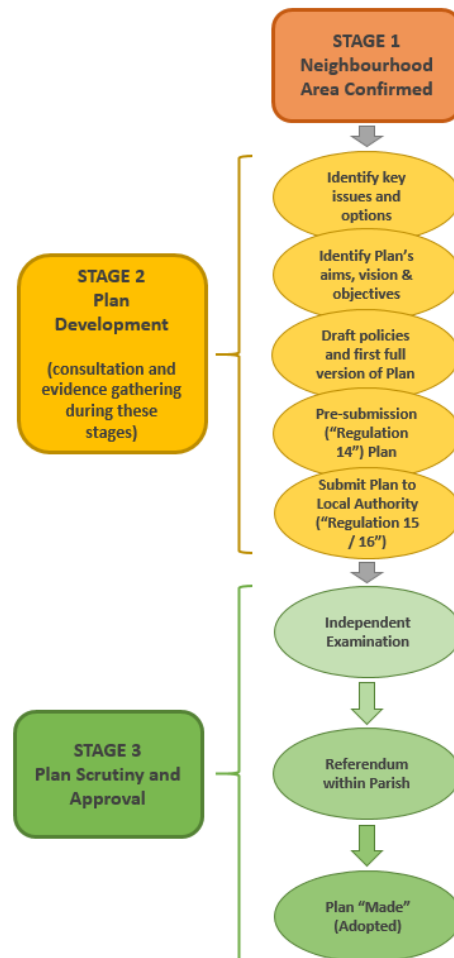 STAGE 1
Neighbourhood
Area Confirmed
Identify key
issues and
options
Identify Plan's
aims, vision &
objectives
STAGE 2
Plan
Development
(consultation and
evidence gathering
during these
stages)
Draft policies
and first full
version of Plan
Pre-submission
("Regulation
14") Plan
Submit Plan to
Local Authority
("Regulation 15
/ 16")
Independent
Examination
STAGE 3
Plan Scrutiny and
Approval
Referendum
within Parish
Plan "Made"
(Adopted)